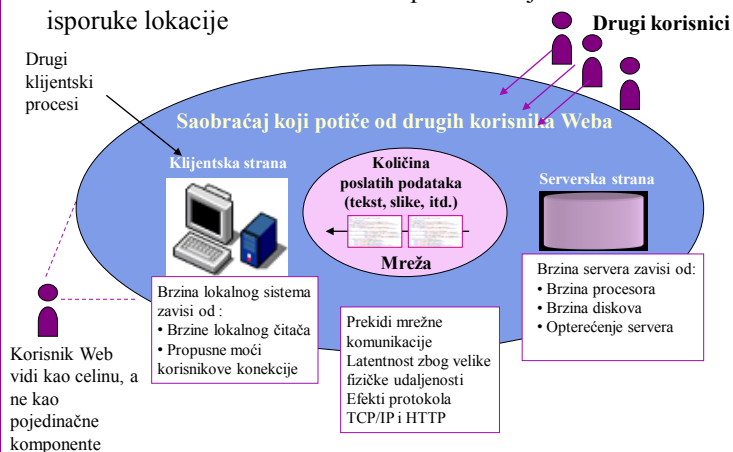 isporuke lokacije
Drugi korisnici
Drugi
klijentski
procesi
Saobraćaj koji potiče od drugih korisnika Weba
Klijentska strana
Količina
poslatih podataka
(tekst, slike, itd.)
Mreža
Serverska strana
Brzina lokalnog sistema
zavisi od :
• Brzine lokalnog čitača
• Propusne moći
korisnikove konekcije
Prekidi mrežne
komunikacije
Latentnost zbog velike
fizičke udaljenosti
Efekti protokola
TCP/IP i HTTP
Brzina servera zavisi od:
• Brzina procesora
• Brzina diskova
• Opterećenje servera
Korisnik Web
vidi kao celinu, a
ne kao
pojedinačne
komponente